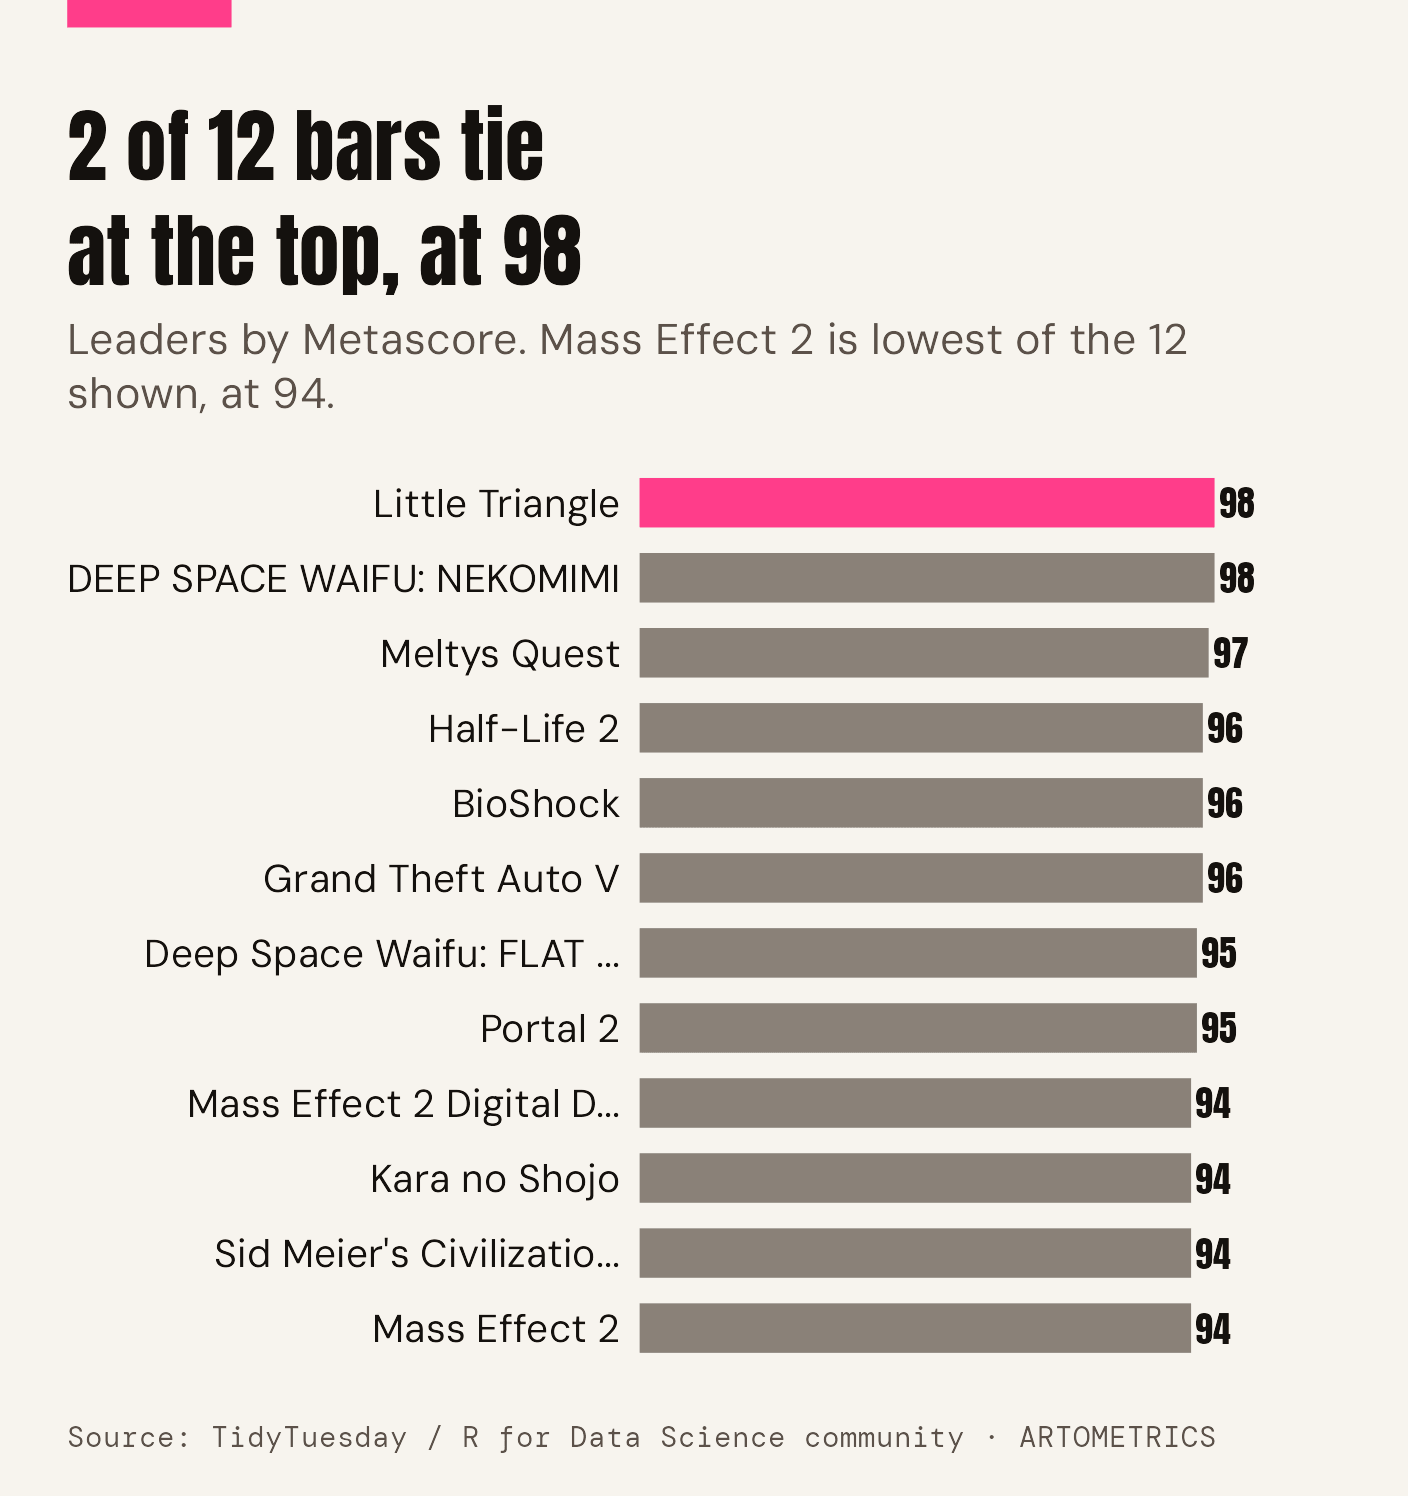 2 of 12 bars tie
at the top, at 98
Leaders by Metascore. Mass Effect 2 is lowest of the 12
shown, at 94.
Little Triangle 98
DEEP SPACE WAIFU: NEKOMIMI 98
Meltys Quest 97
Half-Life 2 96
BioShock 96
Grand Theft Auto V 96
Deep Space Waifu: FLAT ... 95
Portal 2 95
Mass Effect 2 Digital D... 94
Kara no Shojo 94
Sid Meier's Civilizatio... 94
Mass Effect 2 94
Source: TidyTuesday / R for Data Science community · ARTOMETRICS